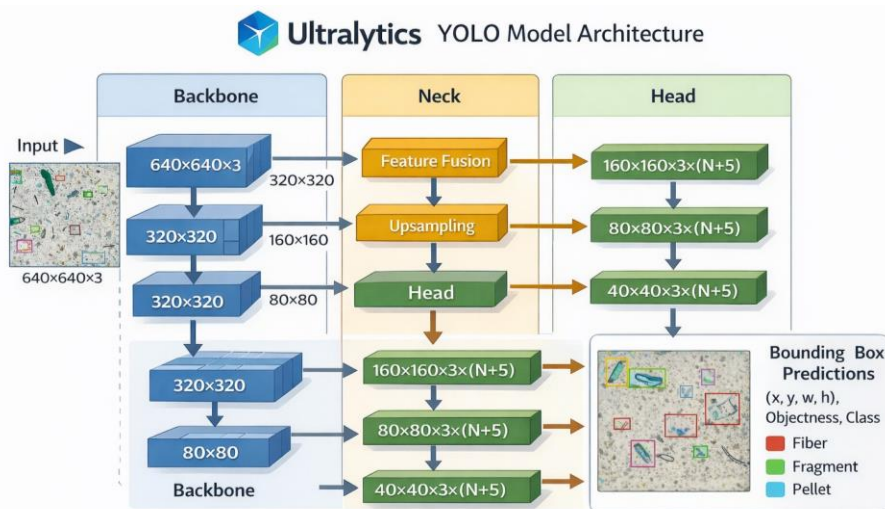 Ultralytics YOLO Model Architecture
Backbone
Neck
Head
Input
640×640×3
640×640×3
320×320
Feature Fusion
160×160×3×(N+5)
320×320
160×160
Upsampling
80×80×3×(N+5)
320×320
80×80
Head
40×40×3×(N+5)
320×320
160×160×3×(N+5)
80×80
80×80×3×(N+5)
Backbone
40×40×3×(N+5)
Bounding Box
Predictions
(x, y, w, h),
Objectness, Class
Fiber
Fragment
Pellet